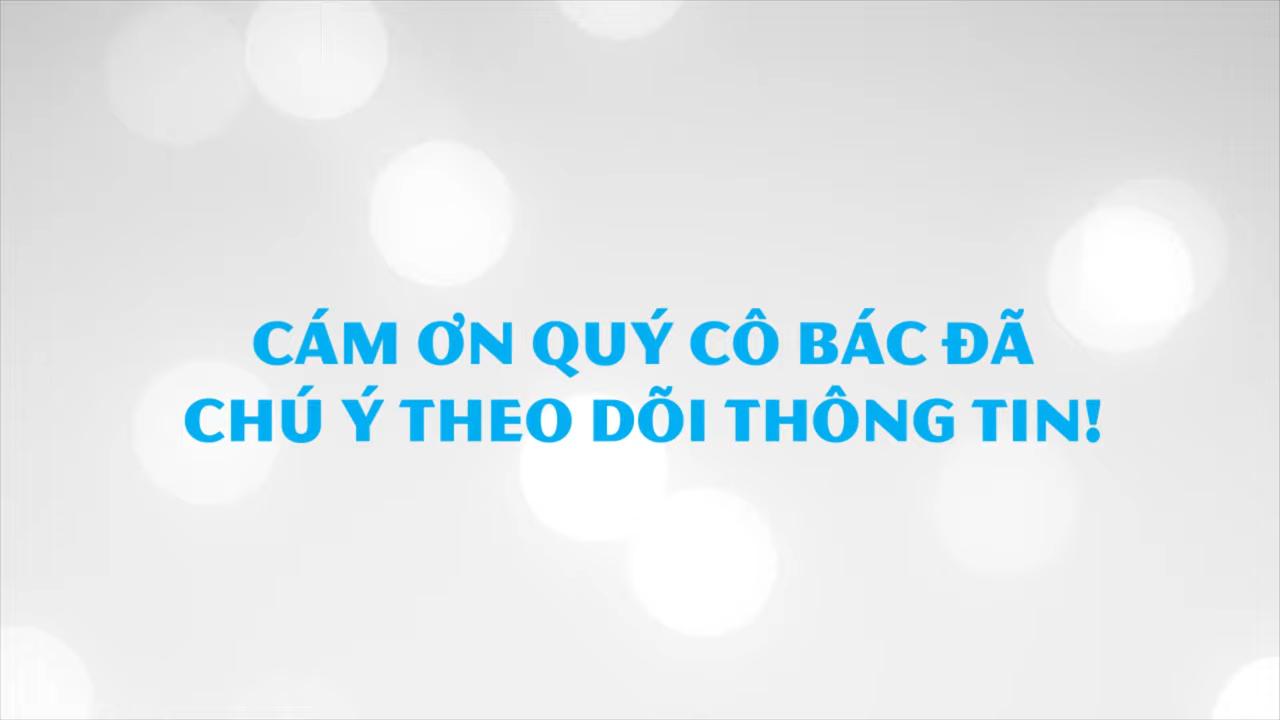 CÁM ƠN QUÝ CÔ BÁC ĐÃ
CHÚ Ý THEO DÕI THÔNG TIN!